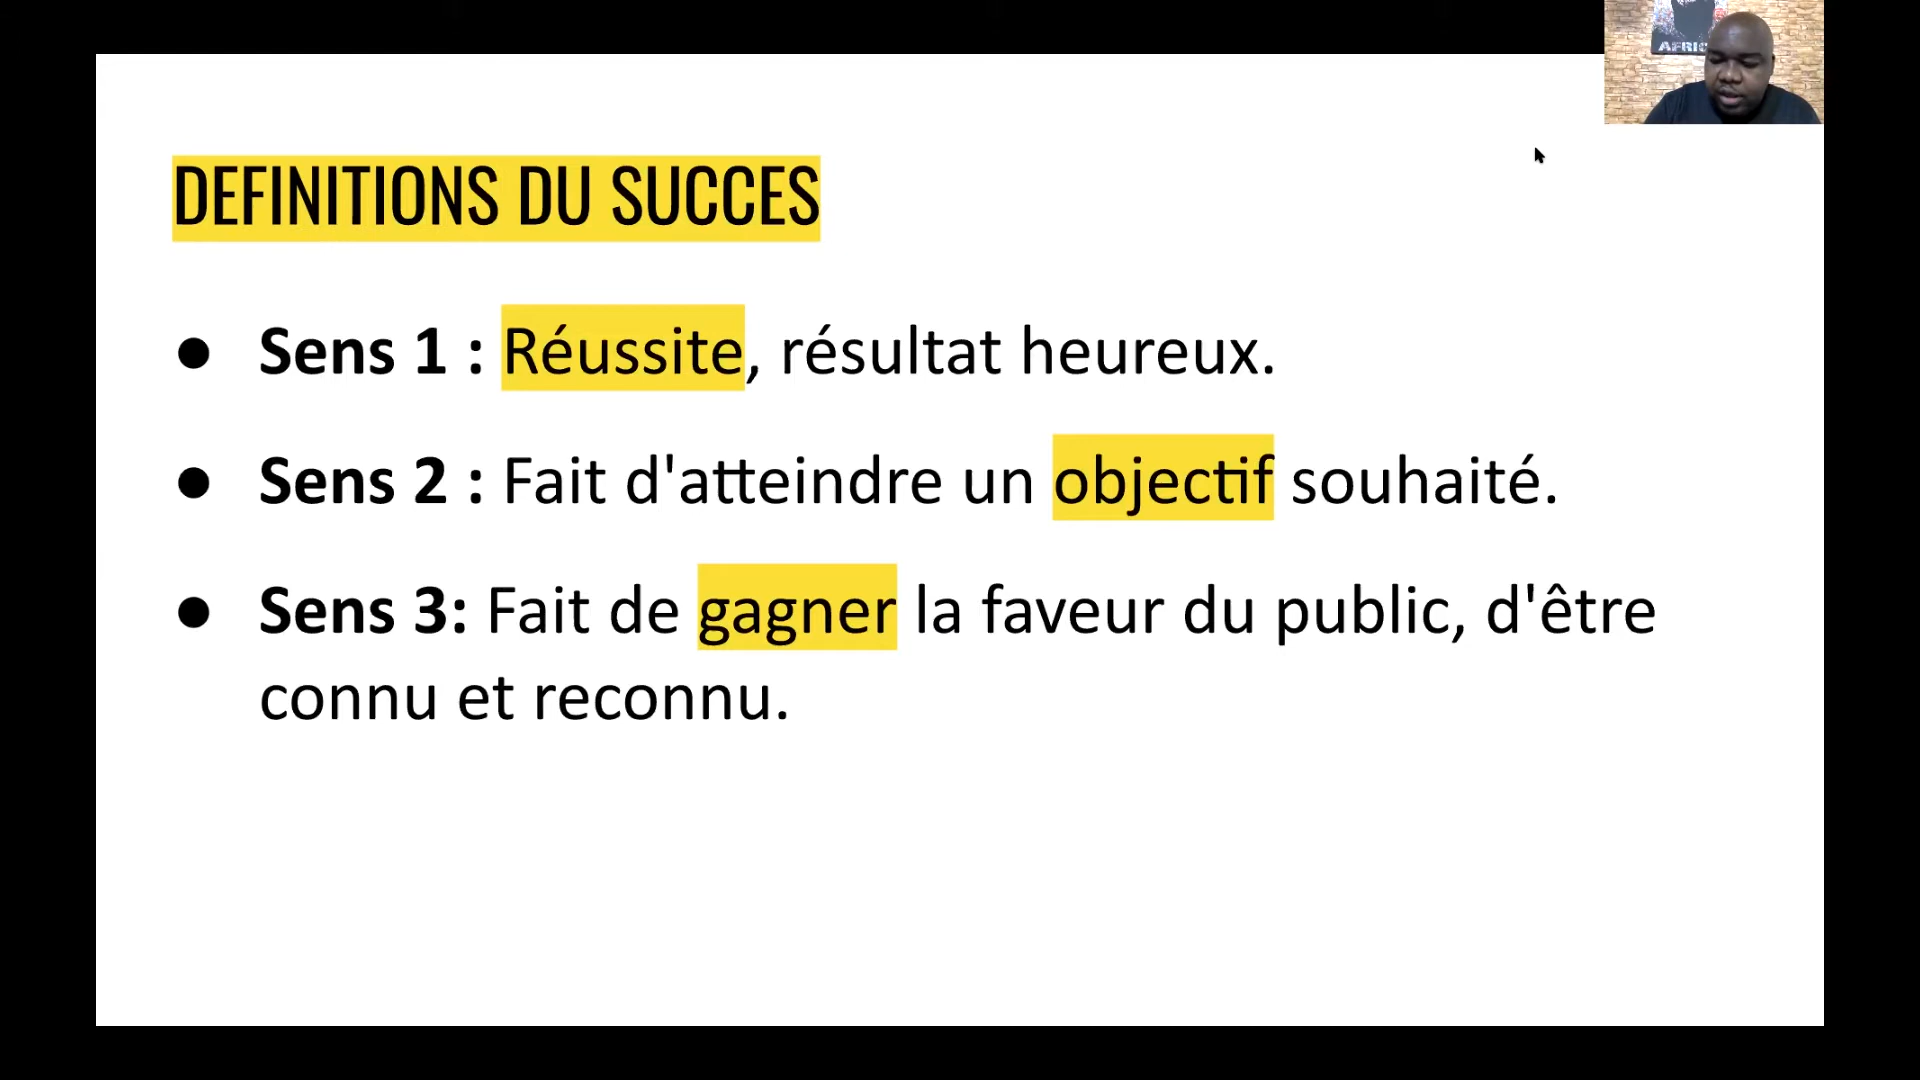 AFRIC
DEFINITIONS DU SUCCES
● Sens 1 : Réussite, résultat heureux.
● Sens 2 : Fait d'atteindre un objectif souhaité.
● Sens 3: Fait de gagner la faveur du public, d'être
connu et reconnu.